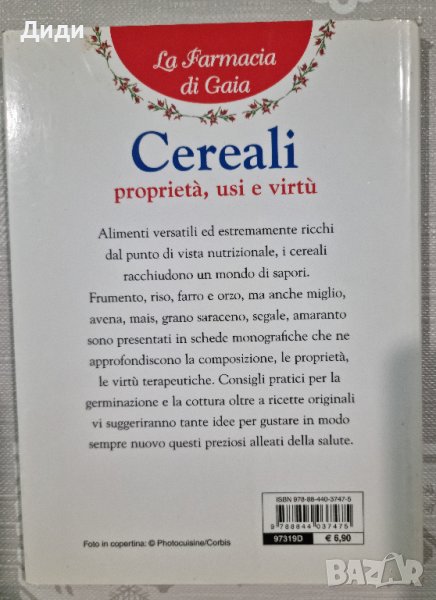 Диди
La Farmacia
di Gaia
Cereali
proprietà, usi e virtù
Alimenti versatili ed estremamente ricchi
dal punto di vista nutrizionale, i cereali
racchiudono un mondo di sapori.
Frumento, riso, farro e orzo, ma anche miglio,
avena, mais, grano saraceno, segale, amaranto
sono presentati in schede monografiche che ne
approfondiscono la composizione, le proprietà,
le virtù terapeutiche. Consigli pratici per la
germinazione e la cottura oltre a ricette originali
vi suggeriranno tante idee per gustare in modo
sempre nuovo questi preziosi alleati della salute.
ISBN 978-88-440-3747-5
9788844037475
97319D € 6,90
Foto in copertina: © Photocuisine/Corbis
BAZAR